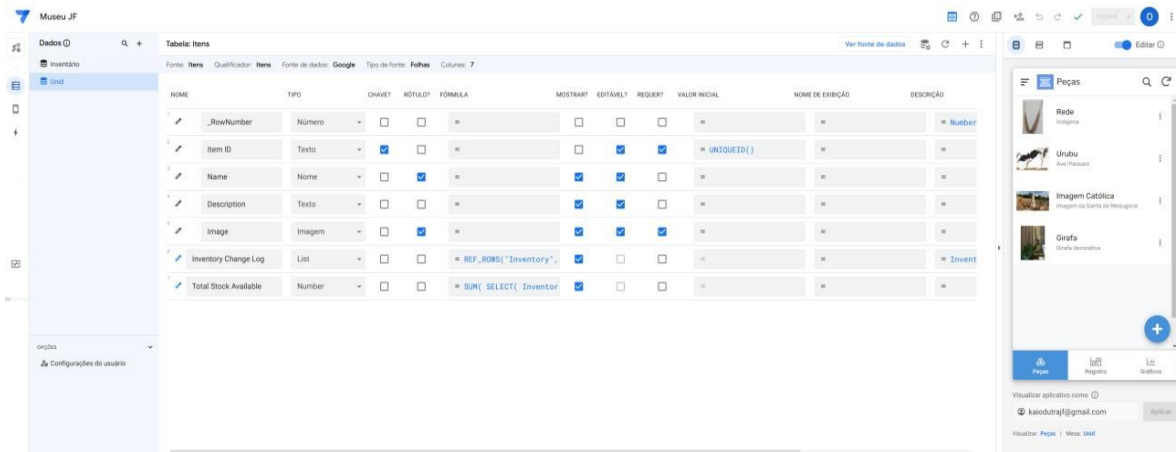 Museu JF
O
Dados
Inventário
Unid
OPÇÕES
Configurações do usuário
Tabela: Itens
Ver fonte de dados
Fonte: Itens Qualificador: Itens Fonte de dados: Google Tipo de fonte: Folhas Colunas: 7
NOME TIPO CHAVE? RÓTULO? FÓRMULA MOSTRAR? EDITÁVEL? REQUER? VALOR INICIAL NOME DE EXIBIÇÃO DESCRIÇÃO
_RowNumber Número = = = = Number
Item ID Texto = = UNIQUEID() = =
Name Nome = = = =
Description Texto = = = =
Image Imagem = = = =
Inventory Change Log List = REF_ROWS("Inventory", = = = Invent
Total Stock Available Number = SUM( SELECT( Inventor = = =
Editar
Peças
Rede
Indígena
Urubu
Ave/Pássaro
Imagem Católica
Imagem da Santa de Medugorie
Girafa
Girafa decorativa
+
Peças Registro Gráficos
Visualizar aplicativo como
kaiodutrajf@gmail.com Aplicar
Visualizar: Peças | Mesa: Unid